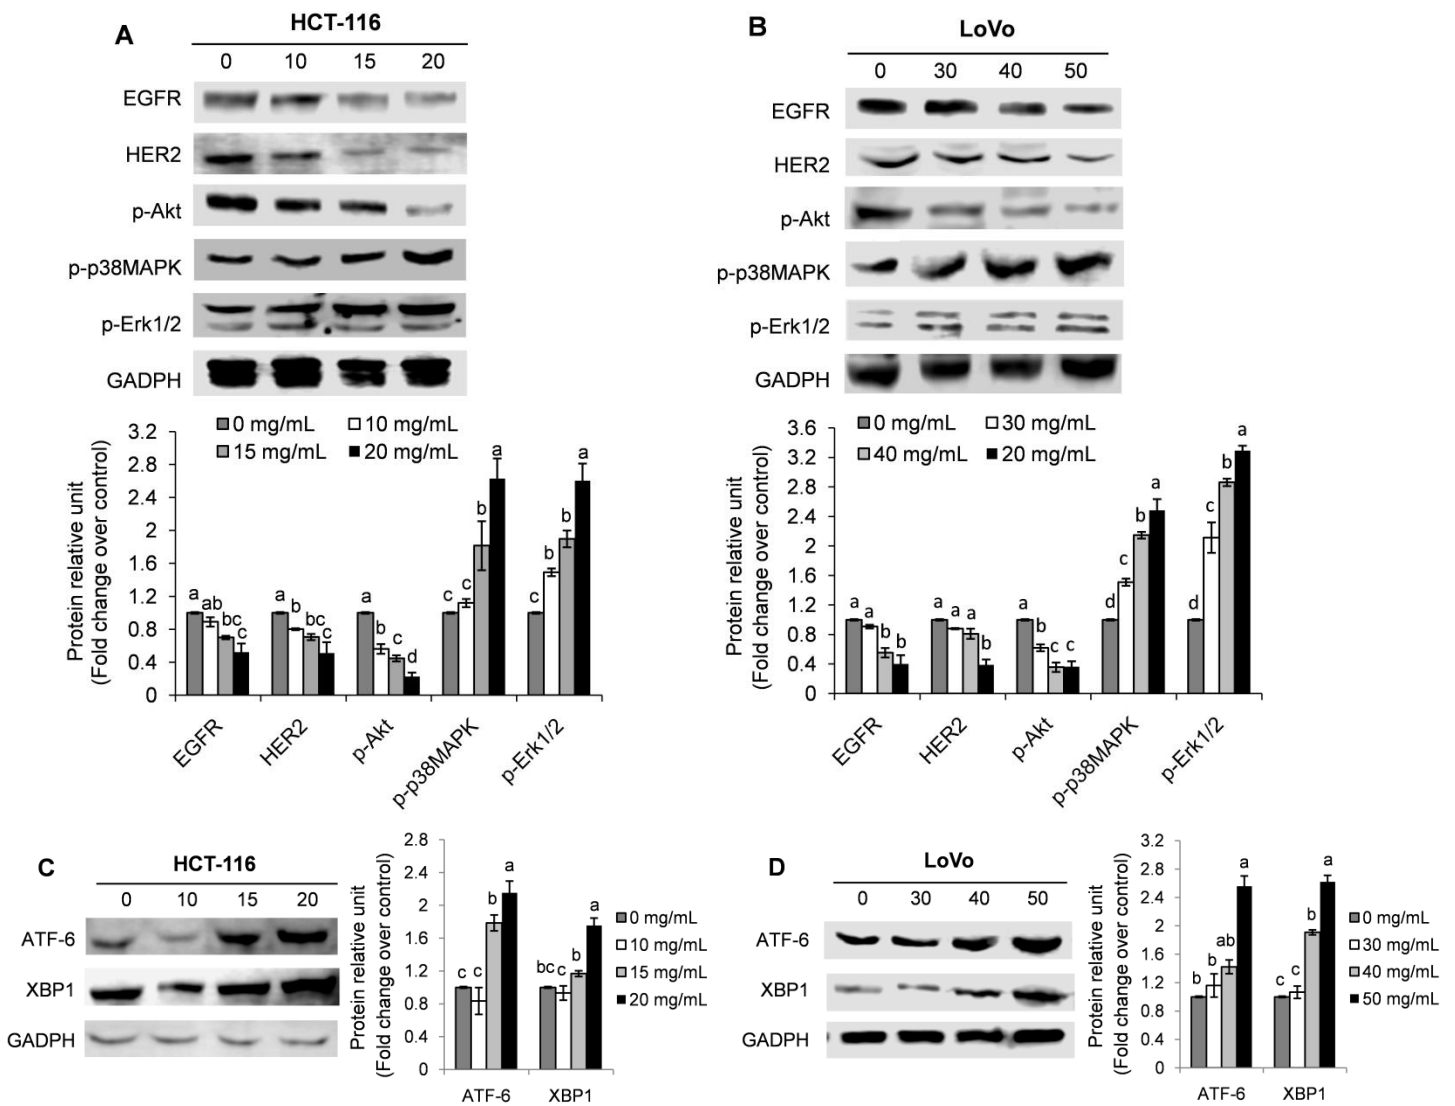 A
HCT-116
0 10 15 20
EGFR
HER2
p-Akt
p-p38MAPK
p-Erk1/2
GADPH
0 mg/mL 10 mg/mL
15 mg/mL 20 mg/mL
Protein relative unit
(Fold change over control)
3.2
2.8
2.4
2
1.6
1.2
0.8
0.4
0
a ab bc c
a b bc c
a b c d
c c b a
c b b a
EGFR HER2 p-Akt p-p38MAPK p-Erk1/2
B
LoVo
0 30 40 50
EGFR
HER2
p-Akt
p-p38MAPK
p-Erk1/2
GADPH
0 mg/mL 30 mg/mL
40 mg/mL 20 mg/mL
Protein relative unit
(Fold change over control)
3.6
3.2
2.8
2.4
2
1.6
1.2
0.8
0.4
0
a a b b
a a a b
a b c c
d c b a
d c b a
EGFR HER2 p-Akt p-p38MAPK p-Erk1/2
C
HCT-116
0 10 15 20
ATF-6
XBP1
GADPH
Protein relative unit
(Fold change over control)
2.8
2.4
2
1.6
1.2
0.8
0.4
0
c c b a
bc c b a
ATF-6 XBP1
0 mg/mL
10 mg/mL
15 mg/mL
20 mg/mL
D
LoVo
0 30 40 50
ATF-6
XBP1
GADPH
Protein relative unit
(Fold change over control)
3.2
2.8
2.4
2
1.6
1.2
0.8
0.4
0
b b ab a
c c b a
ATF-6 XBP1
0 mg/mL
30 mg/mL
40 mg/mL
50 mg/mL